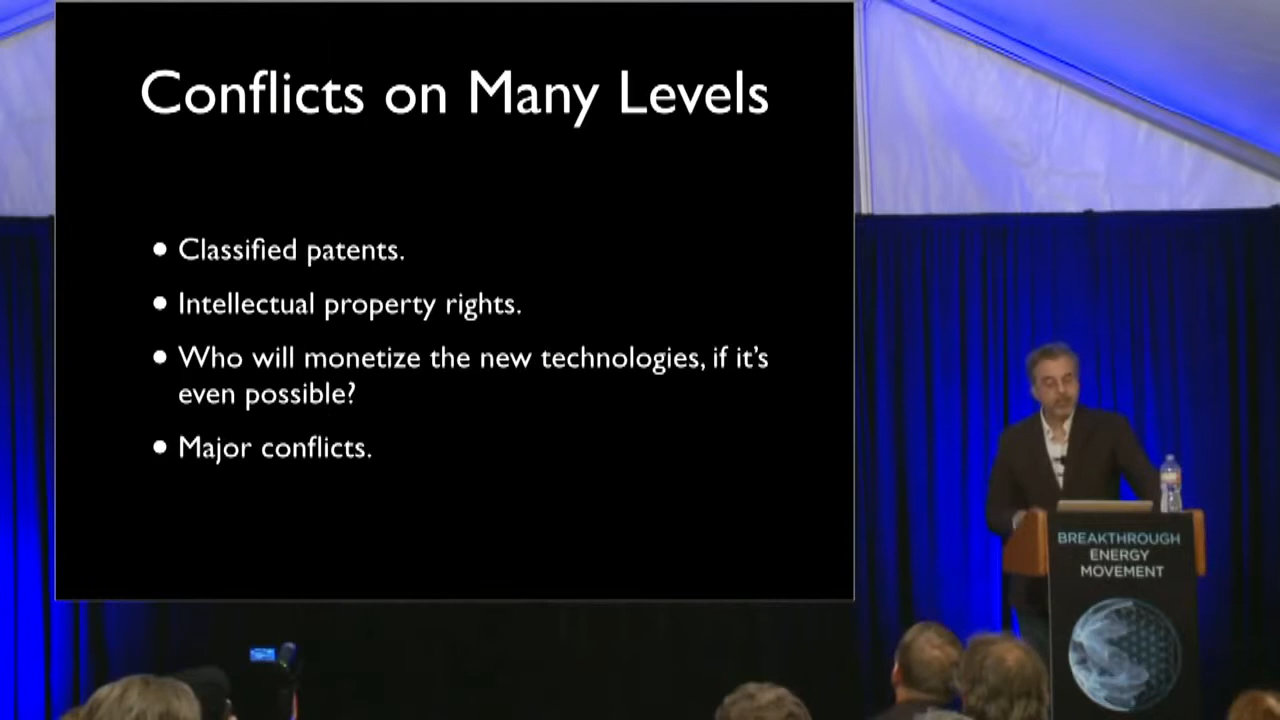 Conflicts on Many Levels
• Classified patents.
• Intellectual property rights.
• Who will monetize the new technologies, if it’s
even possible?
• Major conflicts.
BREAKTHROUGH
ENERGY
MOVEMENT